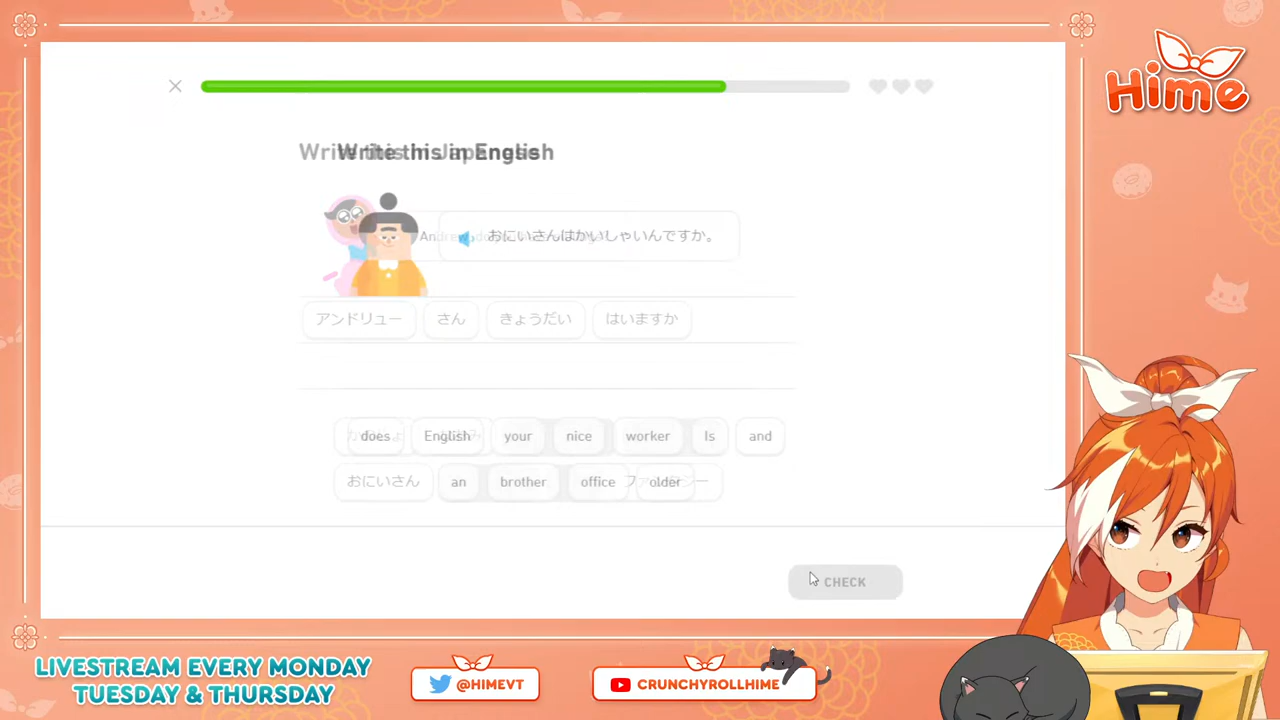 Hime
Write this in English
おにいさんはかいしゃいんですか。
アンドリュー さん きょうだい はいますか
does English your nice worker Is and
おにいさん an brother office older
CHECK
LIVESTREAM EVERY MONDAY
TUESDAY & THURSDAY
@HIMEVT
CRUNCHYROLLHIME